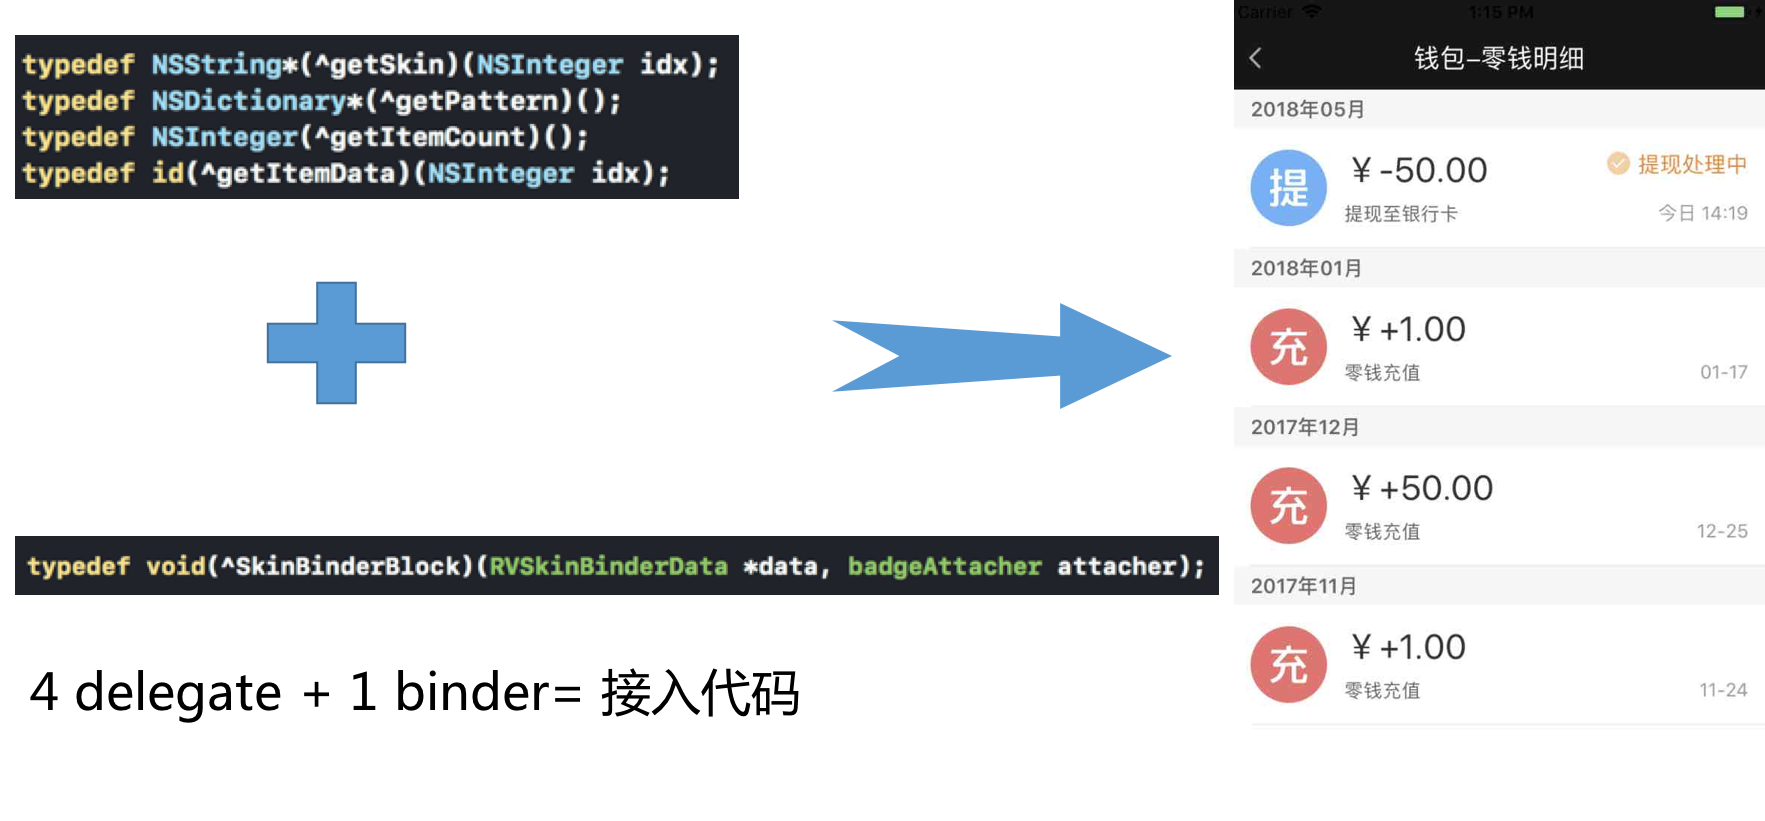 typedef NSString*(^getSkin)(NSInteger idx);
typedef NSDictionary*(^getPattern)();
typedef NSInteger(^getItemCount)();
typedef id(^getItemData)(NSInteger idx);
typedef void(^SkinBinderBlock)(RVSkinBinderData *data, badgeAttacher attacher);
4 delegate + 1 binder= 接入代码
Carrier 1:15 PM
钱包-零钱明细
2018年05月
提 ¥ -50.00 提现处理中
提现至银行卡 今日 14:19
2018年01月
充 ¥ +1.00
零钱充值 01-17
2017年12月
充 ¥ +50.00
零钱充值 12-25
2017年11月
充 ¥ +1.00
零钱充值 11-24